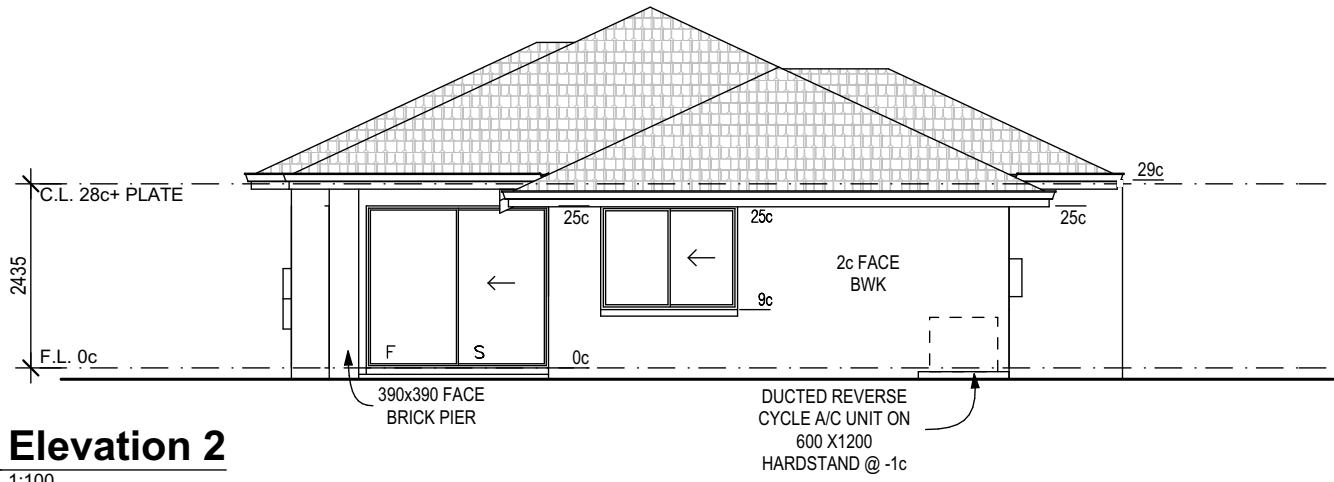 29c
C.L. 28c+ PLATE
25c
25c
25c
2435
2c FACE
BWK
9c
F.L. 0c
F
S
0c
390x390 FACE
BRICK PIER
DUCTED REVERSE
CYCLE A/C UNIT ON
600 X1200
HARDSTAND @ -1c
Elevation 2
1:100